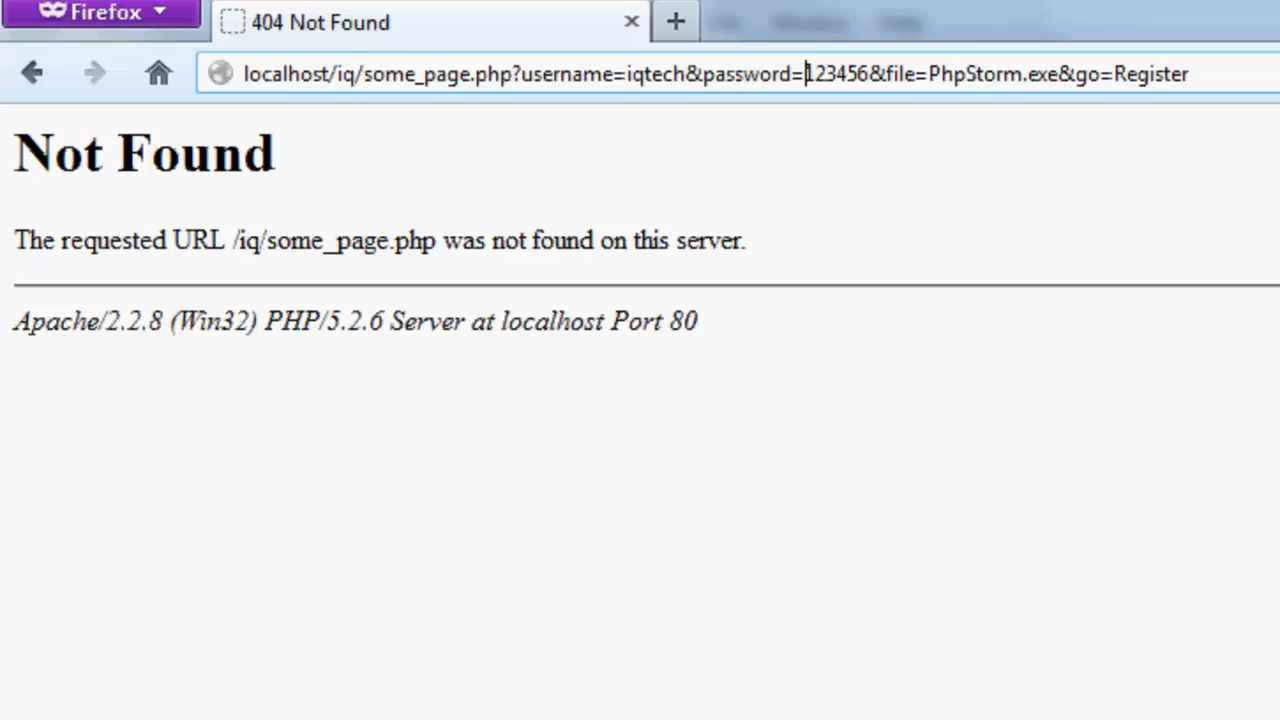 Firefox
404 Not Found
localhost/iq/some_page.php?username=iqtech&password=123456&file=PhpStorm.exe&go=Register
Not Found
The requested URL /iq/some_page.php was not found on this server.
Apache/2.2.8 (Win32) PHP/5.2.6 Server at localhost Port 80